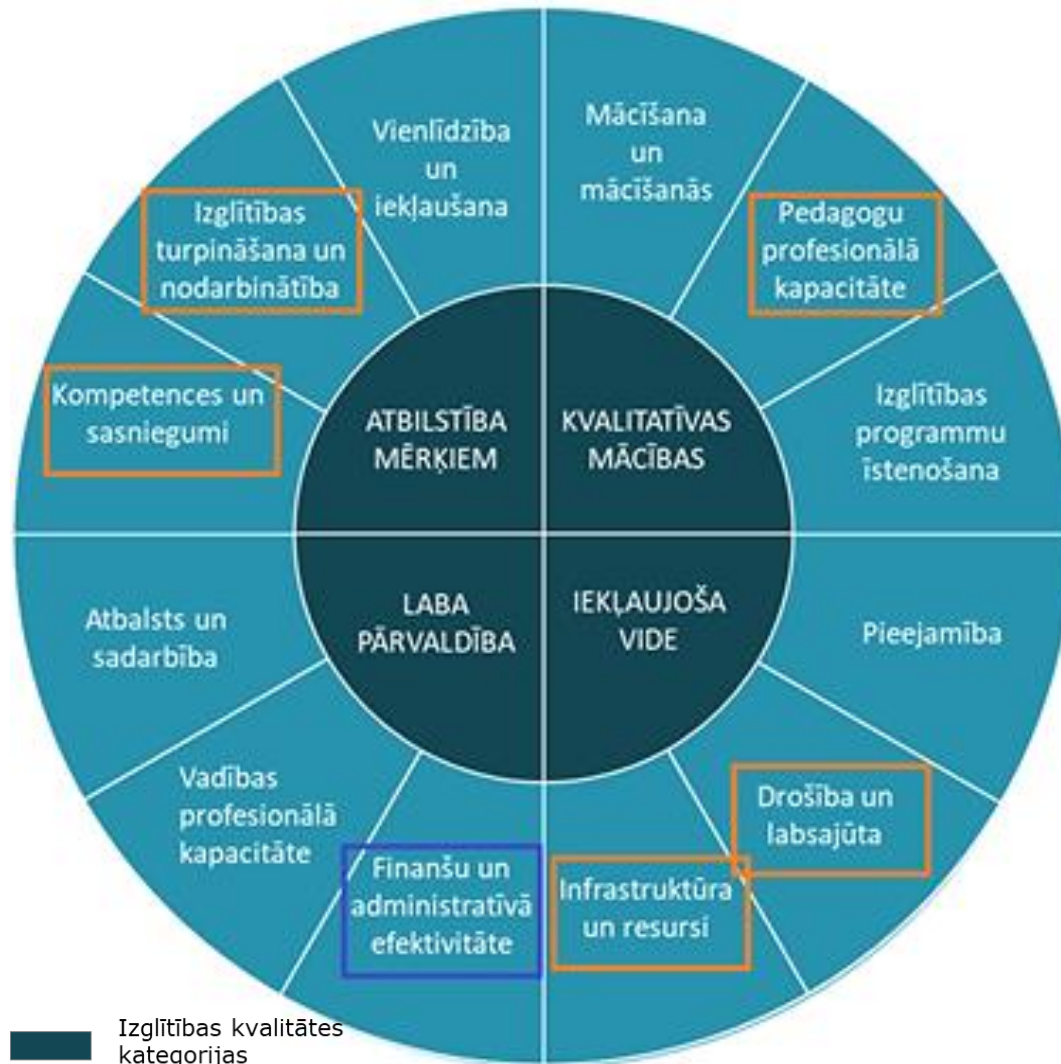 Vienlīdzība
un
iekļaušana
Mācīšana
un
mācīšanās
Izglītības
turpināšana un
nodarbinātība
Pedagogu
profesionālā
kapacitāte
Kompetences un
sasniegumi
ATBILSTĪBA
MĒRĶIEM
KVALITATĪVAS
MĀCĪBAS
Izglītības
programmu
īstenošana
Atbalsts un
sadarbība
LABA
PĀRVALDĪBA
IEKĻAUJOŠA
VIDE
Pieejamība
Vadības
profesionālā
kapacitāte
Finanšu un
administratīvā
efektivitāte
Infrastruktūra
un resursi
Drošība un
labsajūta
Izglītības kvalitātes
kategorijas